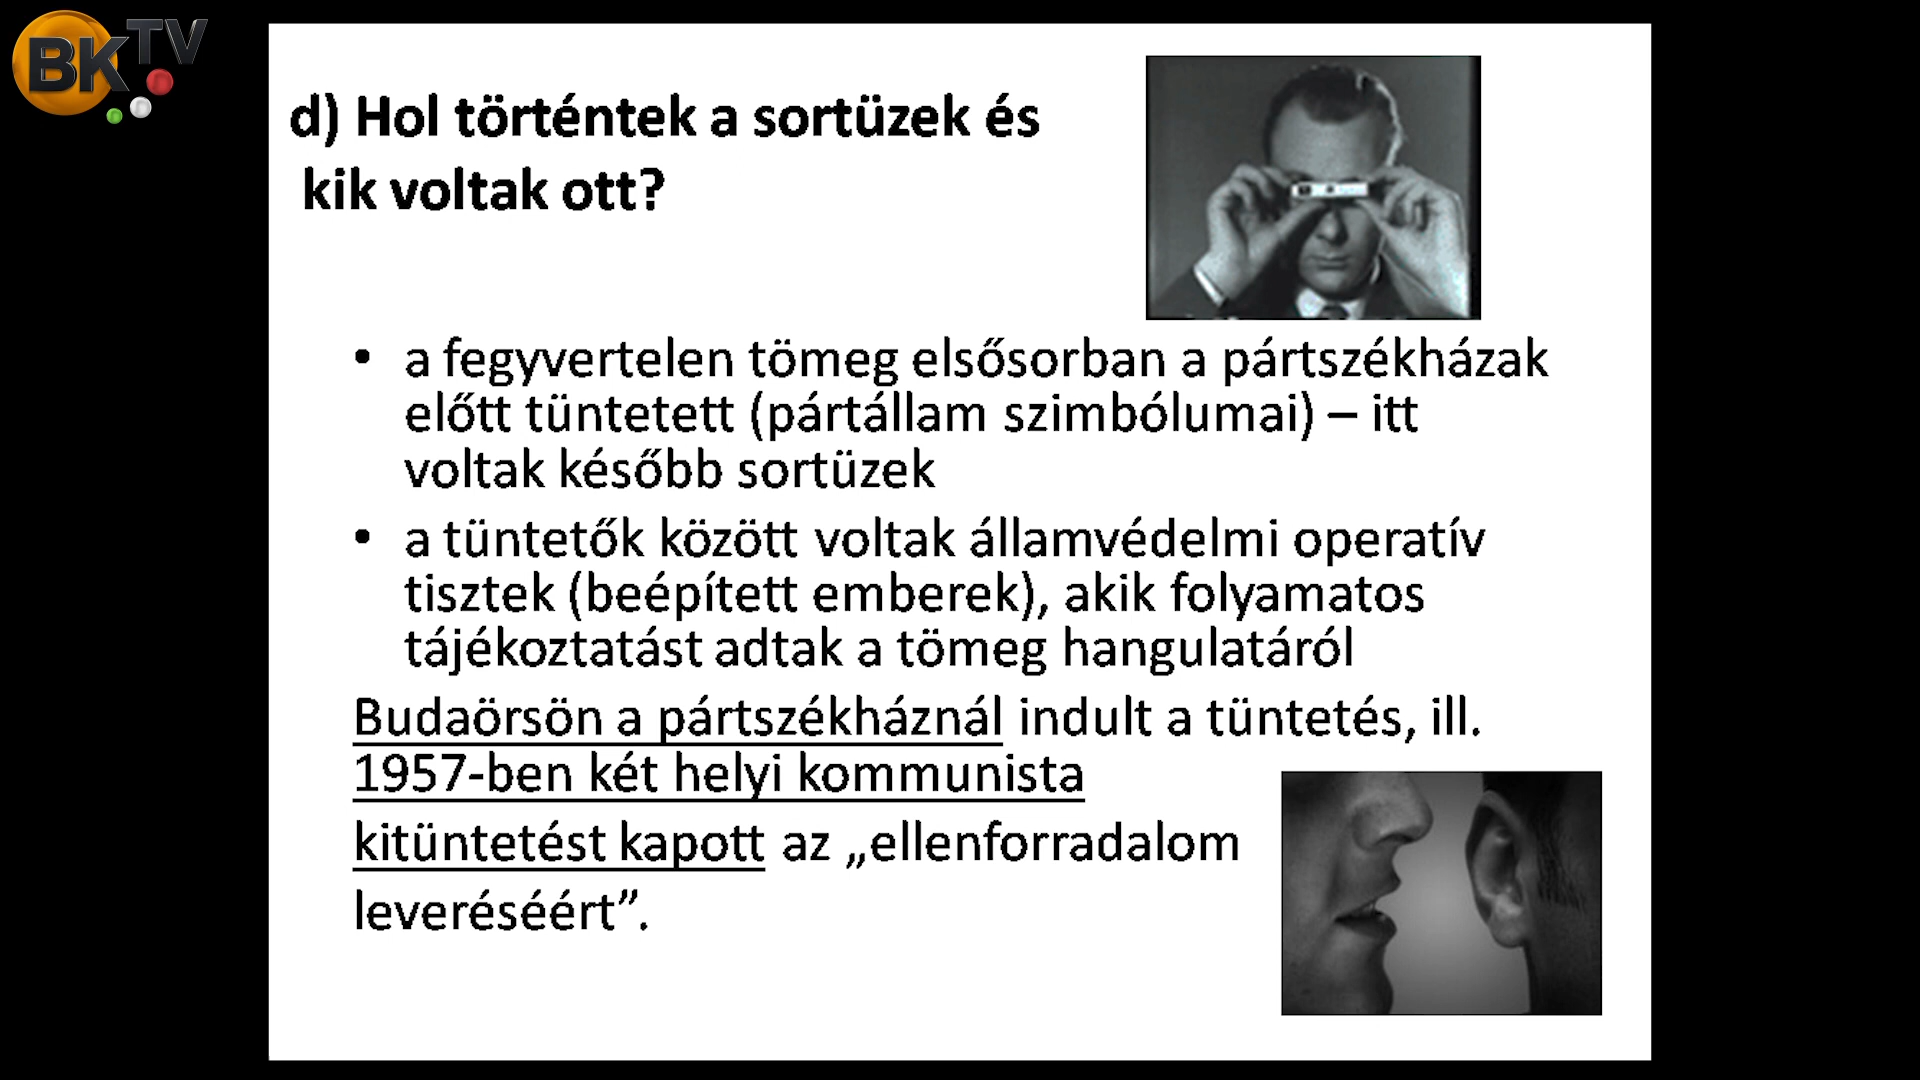 BKTV
d) Hol történtek a sortüzek és
kik voltak ott?
• a fegyvertelen tömeg elsősorban a pártszékházak
előtt tüntetett (pártállam szimbólumai) – itt
voltak később sortüzek
• a tüntetők között voltak államvédelmi operatív
tisztek (beépített emberek), akik folyamatos
tájékoztatást adtak a tömeg hangulatáról
Budaörsön a pártszékháznál indult a tüntetés, ill.
1957-ben két helyi kommunista
kitüntetést kapott az „ellenforradalom
leveréséért”.